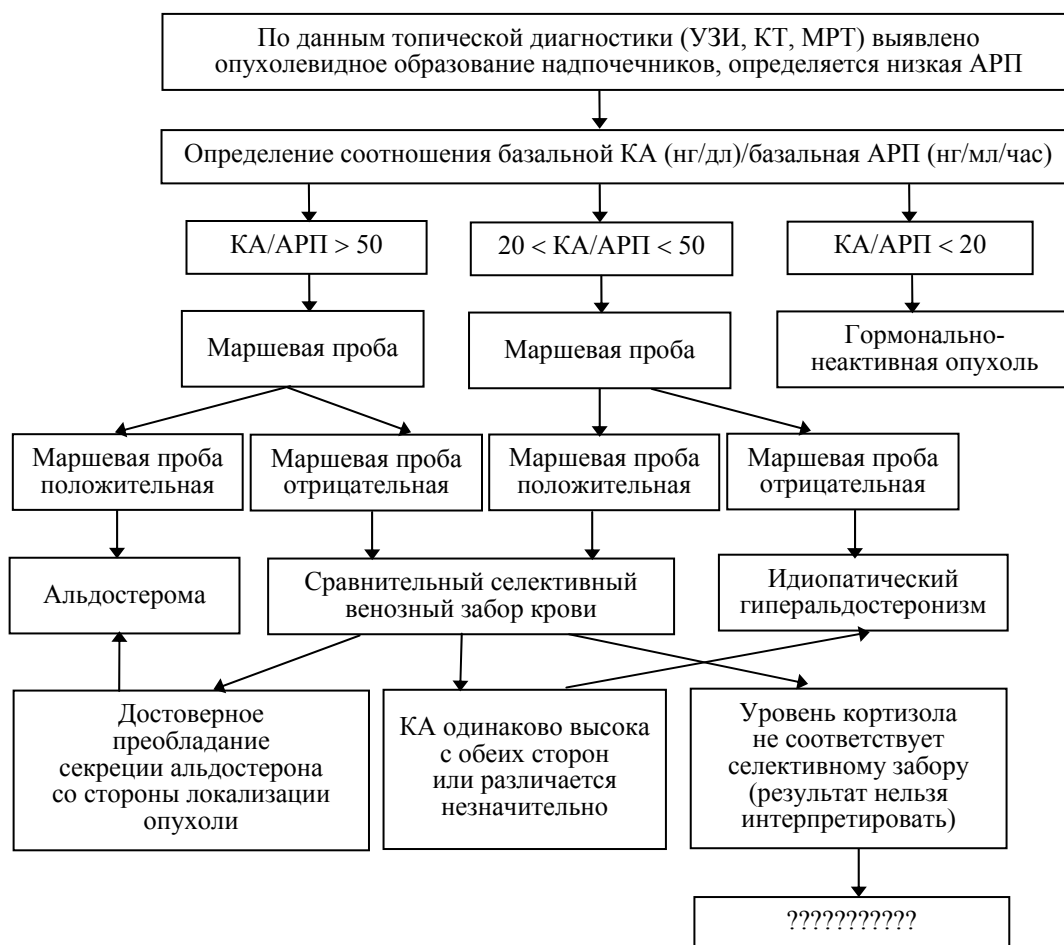 По данным топической диагностики (УЗИ, КТ, МРТ) выявлено
опухолевидное образование надпочечников, определяется низкая АРП
Определение соотношения базальной КА (нг/дл)/базальная АРП (нг/мл/час)
КА/АРП > 50
20 < КА/АРП < 50
КА/АРП < 20
Маршевая проба
Маршевая проба
Гормонально-
неактивная опухоль
Маршевая проба
положительная
Маршевая проба
отрицательная
Маршевая проба
положительная
Маршевая проба
отрицательная
Альдостерома
Сравнительный селективный
венозный забор крови
Идиопатический
гиперальдостеронизм
Достоверное
преобладание
секреции альдостерона
со стороны локализации
опухоли
КА одинаково высока
с обеих сторон
или различается
незначительно
Уровень кортизола
не соответствует
селективному забору
(результат нельзя
интерпретировать)
???????????